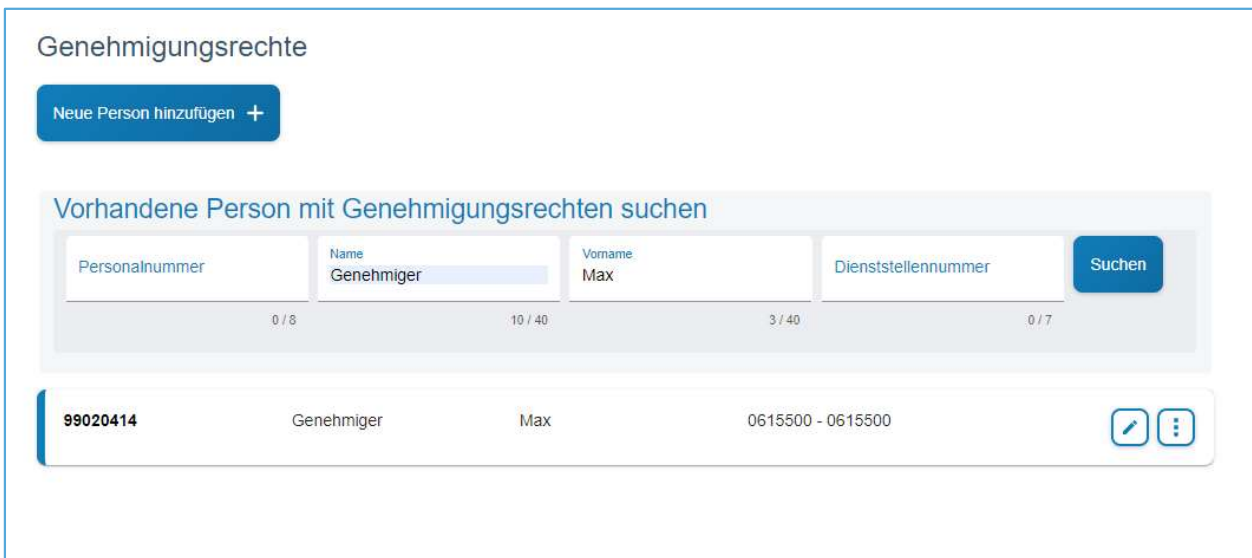 Genehmigungsrechte
Neue Person hinzufügen +
Vorhandene Person mit Genehmigungsrechten suchen
Personalnummer Name Vorname Dienststellennummer Suchen
Genehmiger Max
0 / 8 10 / 40 3 / 40 0 / 7
99020414 Genehmiger Max 0615500 - 0615500